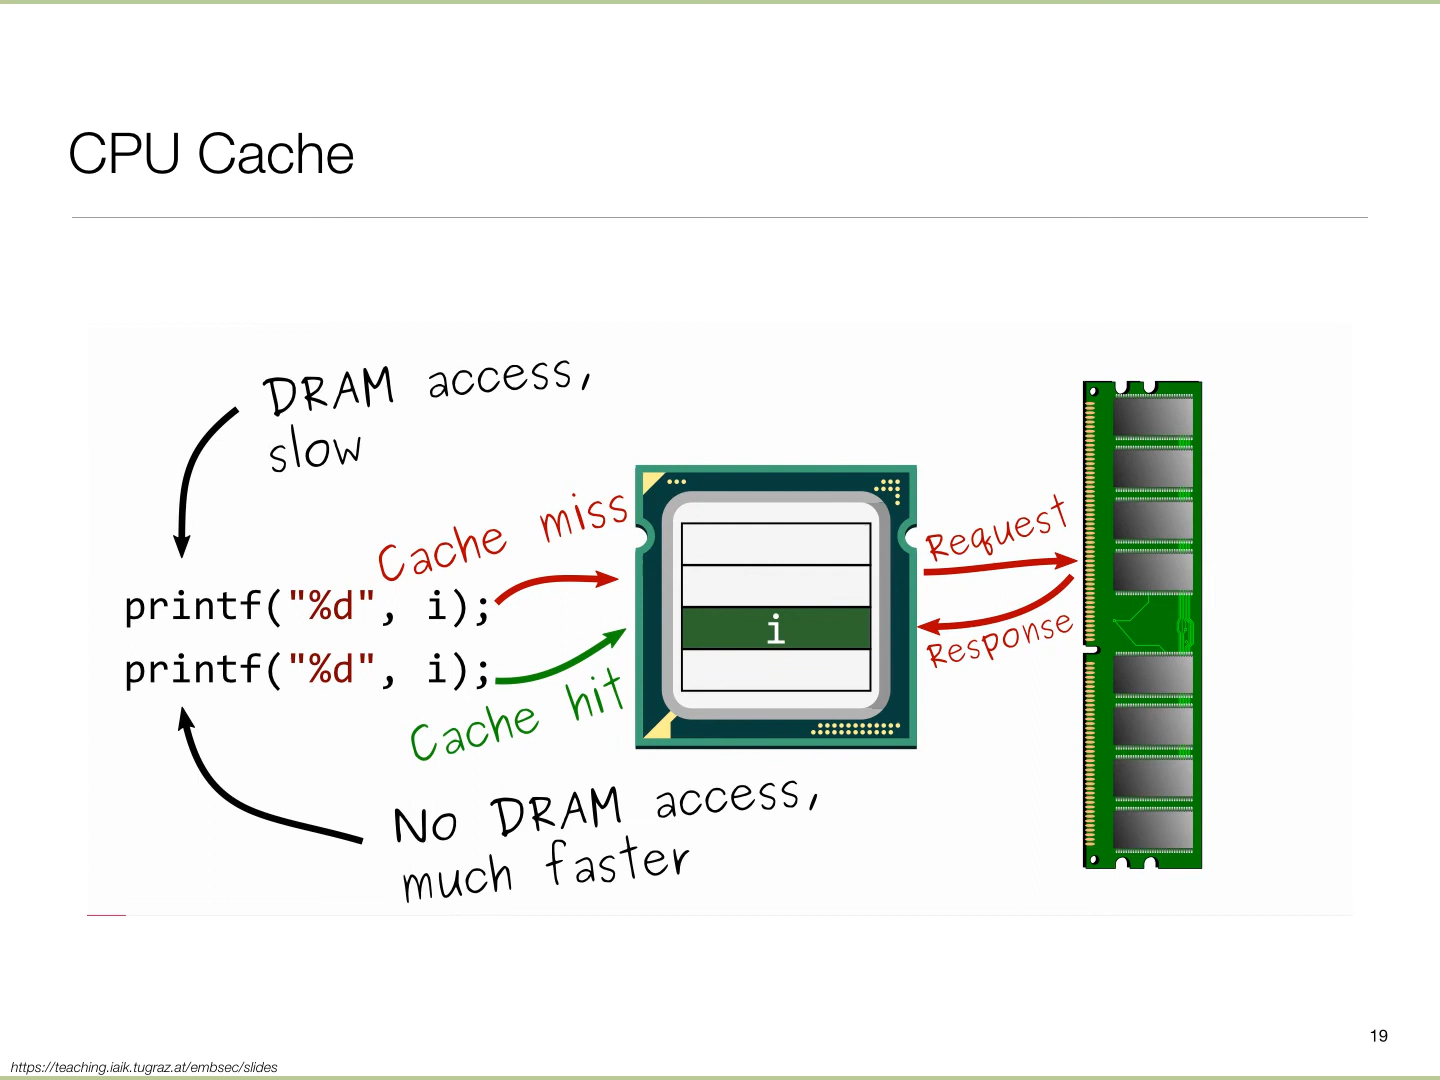 CPU Cache
DRAM access,
slow
Cache miss
printf("%d", i);
printf("%d", i);
Cache hit
No DRAM access,
much faster
i
Request
Response
19
https://teaching.iaik.tugraz.at/embsec/slides